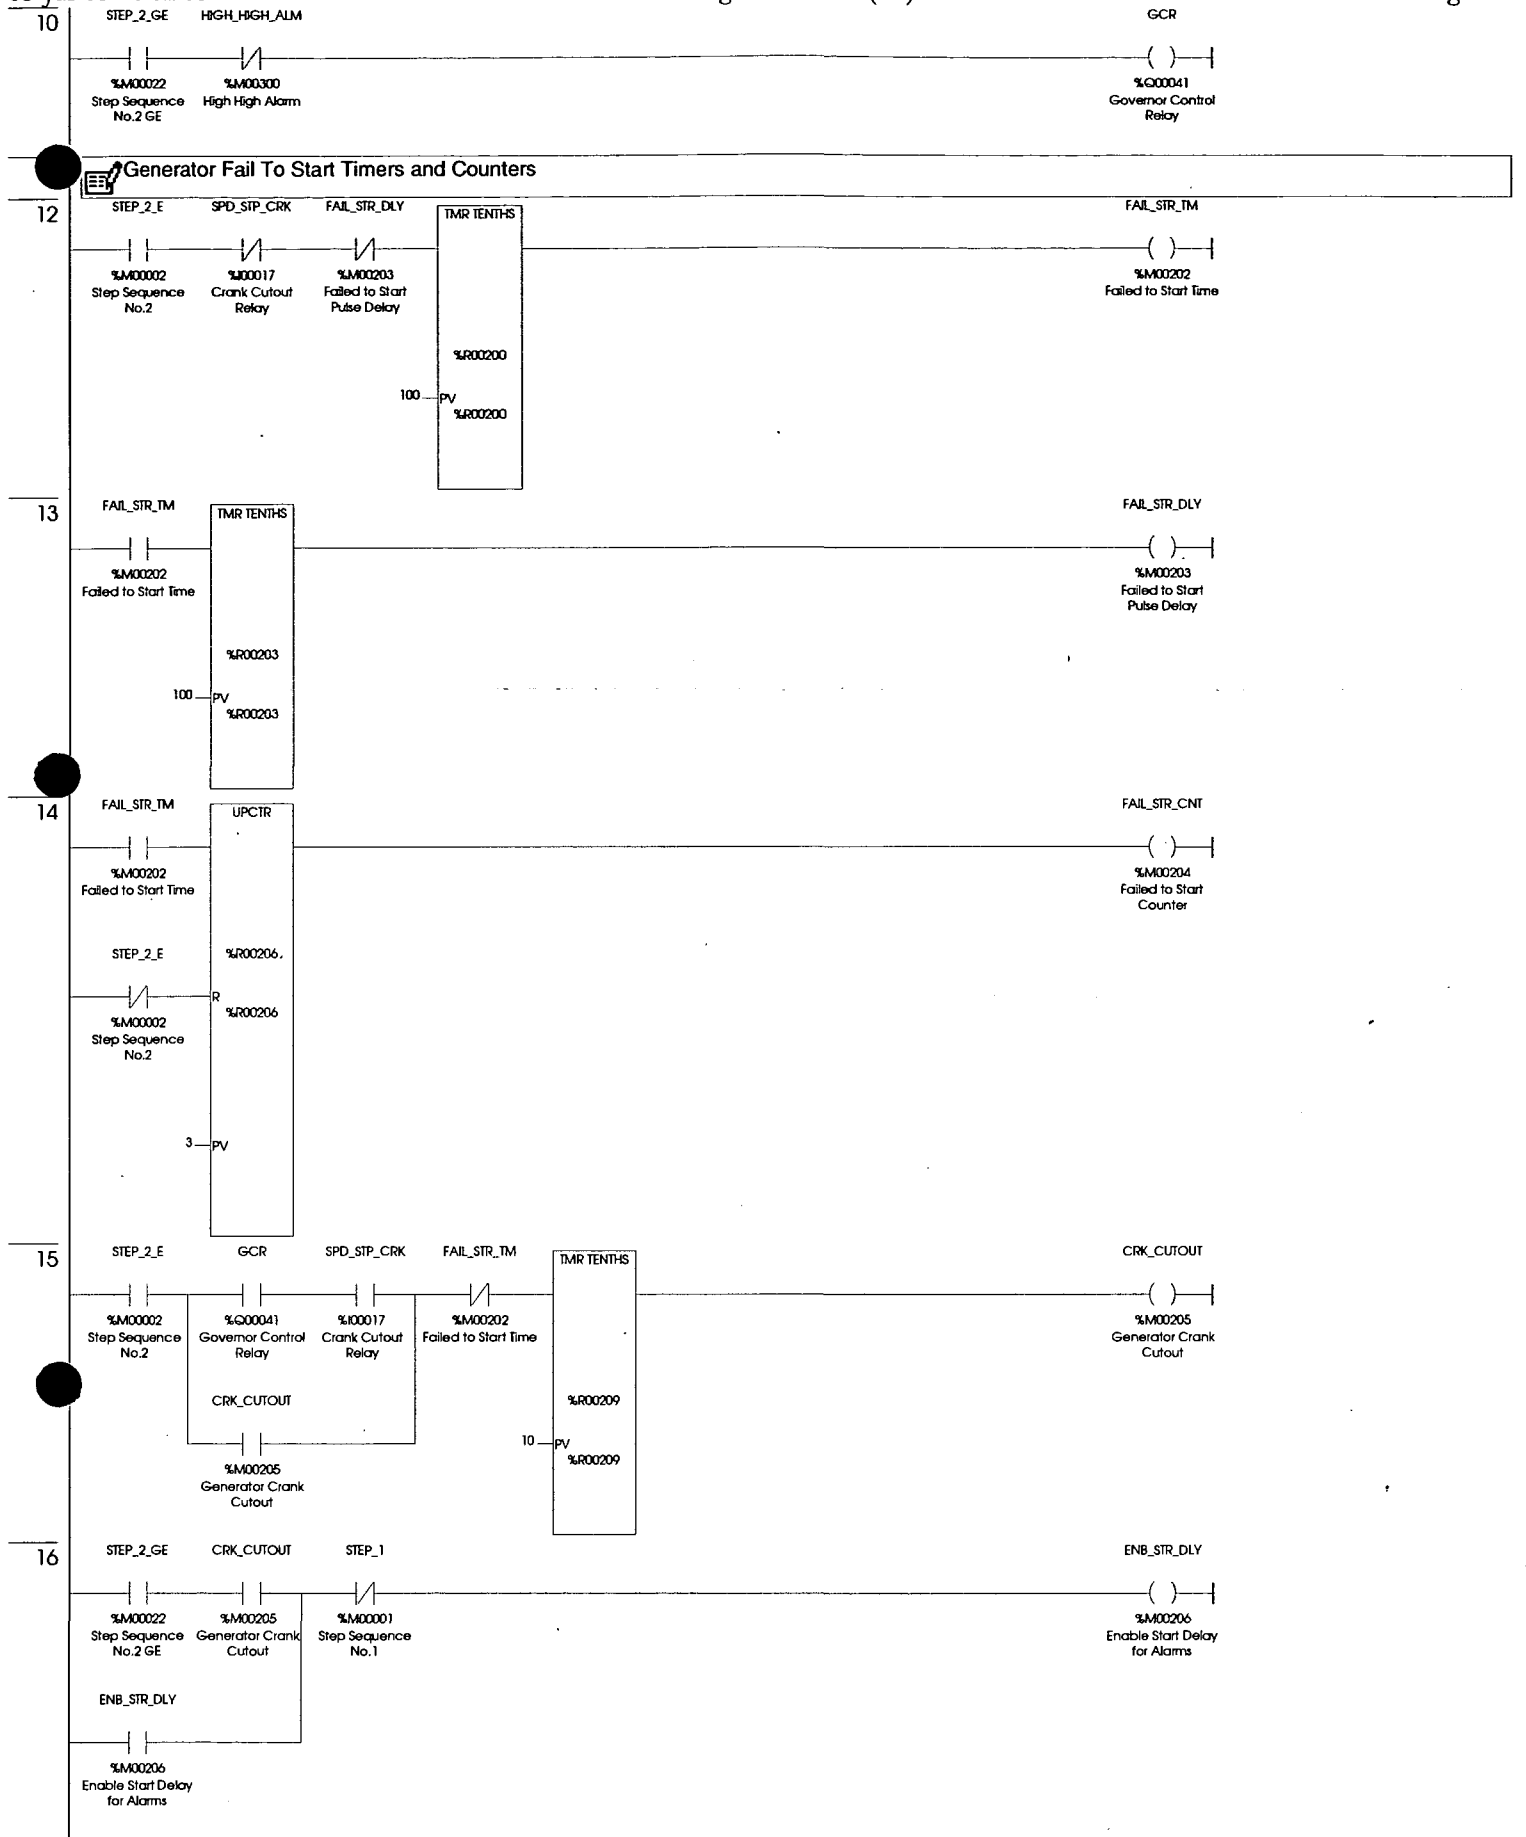 10
STEP_2_GE HIGH_HIGH_ALM GCR
%M00022 %M00300 %Q00041
Step Sequence High High Alarm Governor Control
No.2 GE Relay
Generator Fail To Start Timers and Counters
12
STEP_2_E SPD_STP_CRK FAIL_STR_DLY TMR TENTHS FAIL_STR_TM
%M00002 %I00017 %M00203 %M00202
Step Sequence Crank Cutout Failed to Start Failed to Start Time
No.2 Relay Pulse Delay
%R00200
100 PV
%R00200
13
FAIL_STR_TM TMR TENTHS FAIL_STR_DLY
%M00202 %M00203
Failed to Start Time Failed to Start
Pulse Delay
%R00203
100 PV
%R00203
14
FAIL_STR_TM UPCTR FAIL_STR_CNT
%M00202 %M00204
Failed to Start Time Failed to Start
Counter
STEP_2_E %R00206
R
%M00002 %R00206
Step Sequence
No.2
3 PV
15
STEP_2_E GCR SPD_STP_CRK FAIL_STR_TM TMR TENTHS CRK_CUTOUT
%M00002 %Q00041 %I00017 %M00202 %M00205
Step Sequence Governor Control Crank Cutout Failed to Start Time Generator Crank
No.2 Relay Relay Cutout
CRK_CUTOUT %R00209
10 PV
%M00205 %R00209
Generator Crank
Cutout
16
STEP_2_GE CRK_CUTOUT STEP_1 ENB_STR_DLY
%M00022 %M00205 %M00001 %M00206
Step Sequence Generator Crank Step Sequence Enable Start Delay
No.2 GE Cutout No.1 for Alarms
ENB_STR_DLY
%M00206
Enable Start Delay
for Alarms